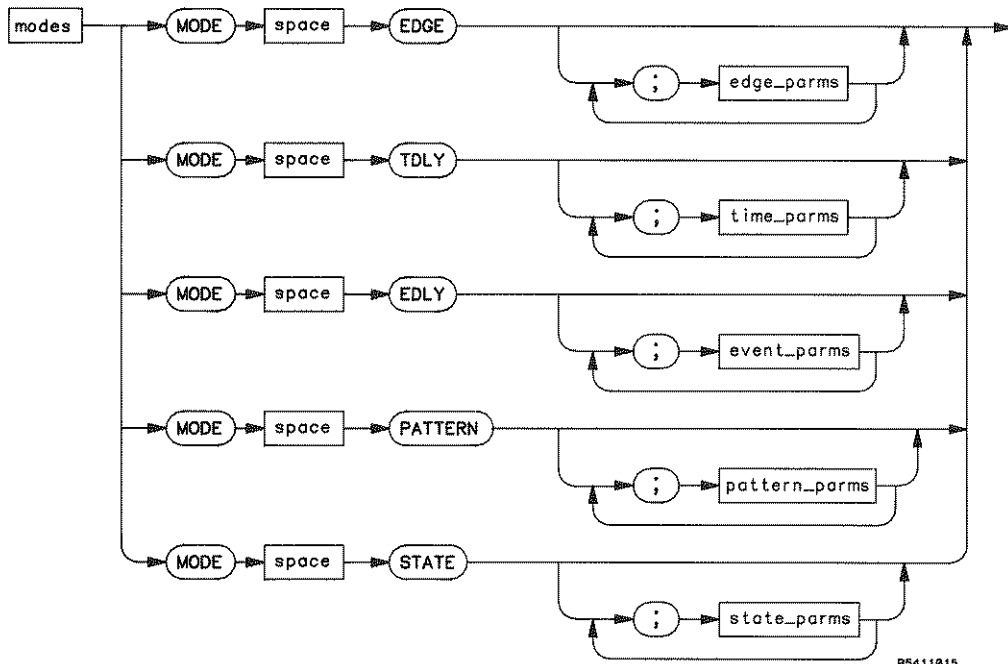 modes MODE space EDGE
; edge_parms
MODE space TDLY
; time_parms
MODE space EDLY
; event_parms
MODE space PATTERN
; pattern_parms
MODE space STATE
; state_parms
R5411015